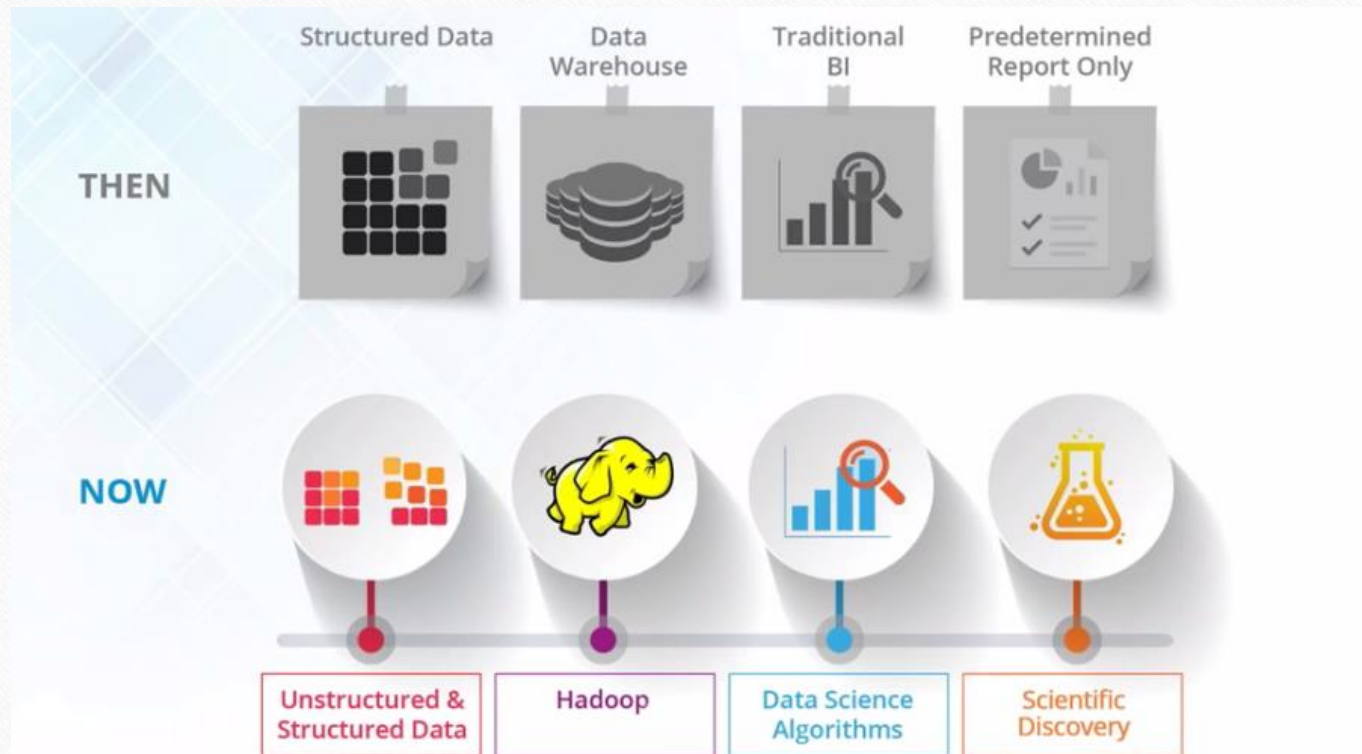 Structured Data
Data
Warehouse
Traditional
BI
Predetermined
Report Only
THEN
NOW
Unstructured &
Structured Data
Hadoop
Data Science
Algorithms
Scientific
Discovery